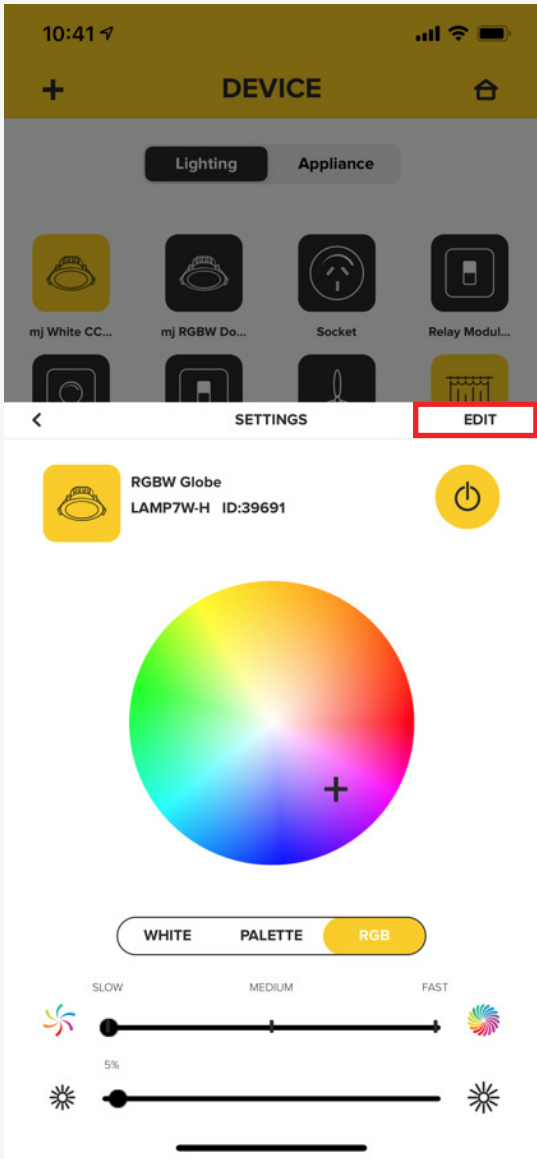 10:41
DEVICE
Lighting Appliance
mj White CC... mj RGBW Do... Socket Relay Modul...
SETTINGS EDIT
RGBW Globe
LAMP7W-H ID:39691
WHITE PALETTE RGB
SLOW MEDIUM FAST
5%